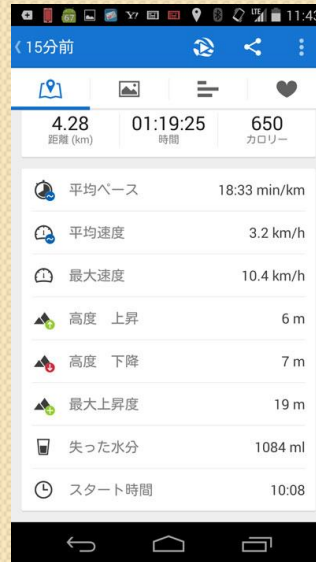 67 Y! LTE 11:43
15分前
4.28 01:19:25 650
距離 (km) 時間 カロリー
平均ペース 18:33 min/km
平均速度 3.2 km/h
最大速度 10.4 km/h
高度 上昇 6 m
高度 下降 7 m
最大上昇度 19 m
失った水分 1084 ml
スタート時間 10:08